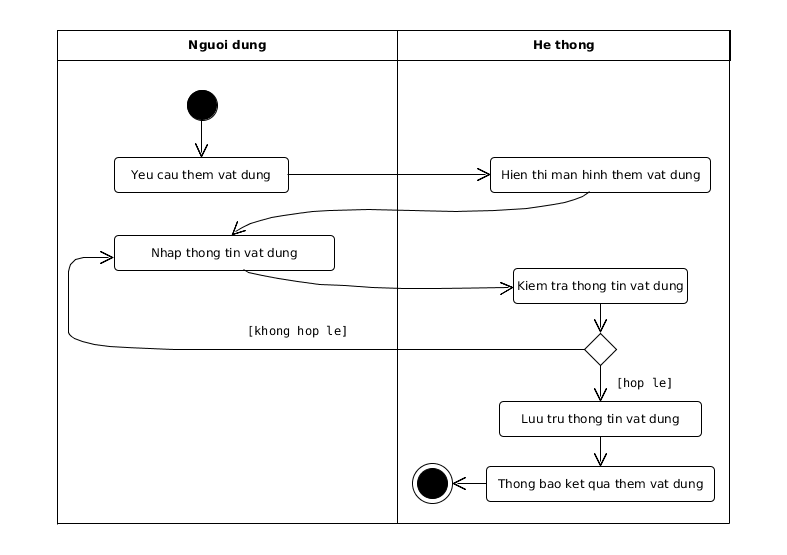 Nguoi dung
He thong
Yeu cau them vat dung
Hien thi man hinh them vat dung
Nhap thong tin vat dung
Kiem tra thong tin vat dung
[khong hop le]
[hop le]
Luu tru thong tin vat dung
Thong bao ket qua them vat dung